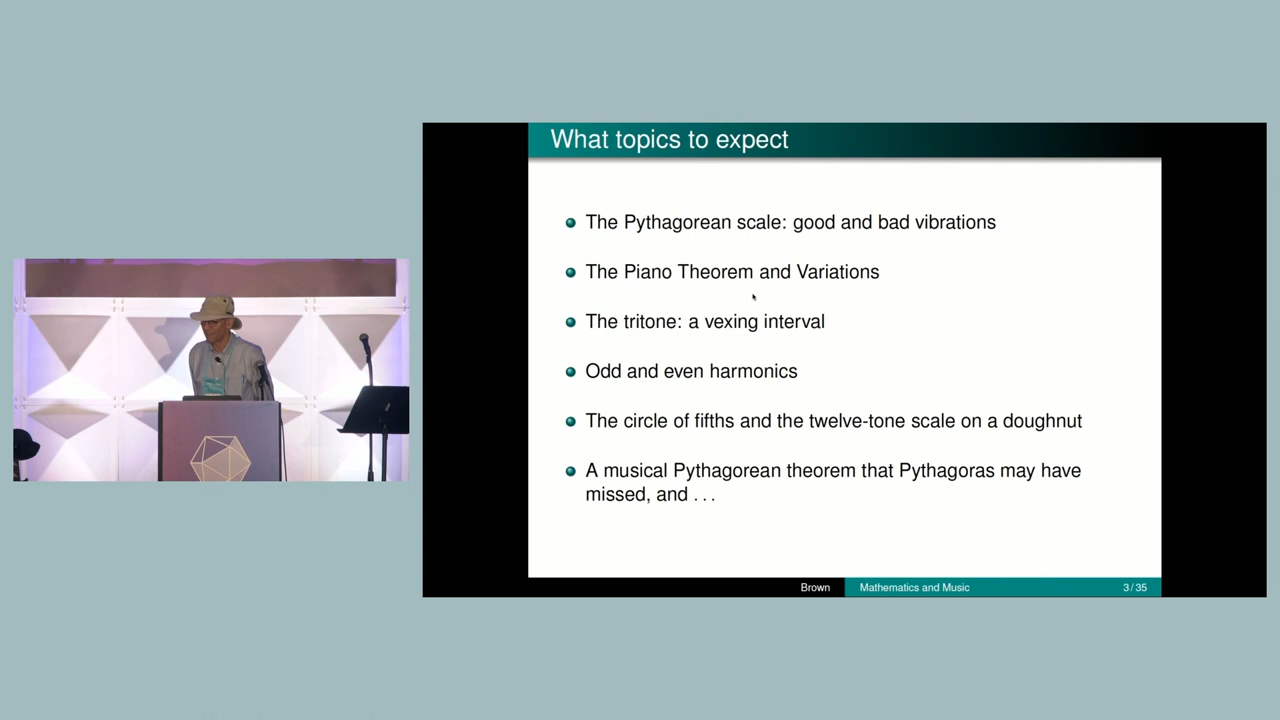 What topics to expect
The Pythagorean scale: good and bad vibrations
The Piano Theorem and Variations
The tritone: a vexing interval
Odd and even harmonics
The circle of fifths and the twelve-tone scale on a doughnut
A musical Pythagorean theorem that Pythagoras may have
missed, and . . .
Brown Mathematics and Music 3 / 35